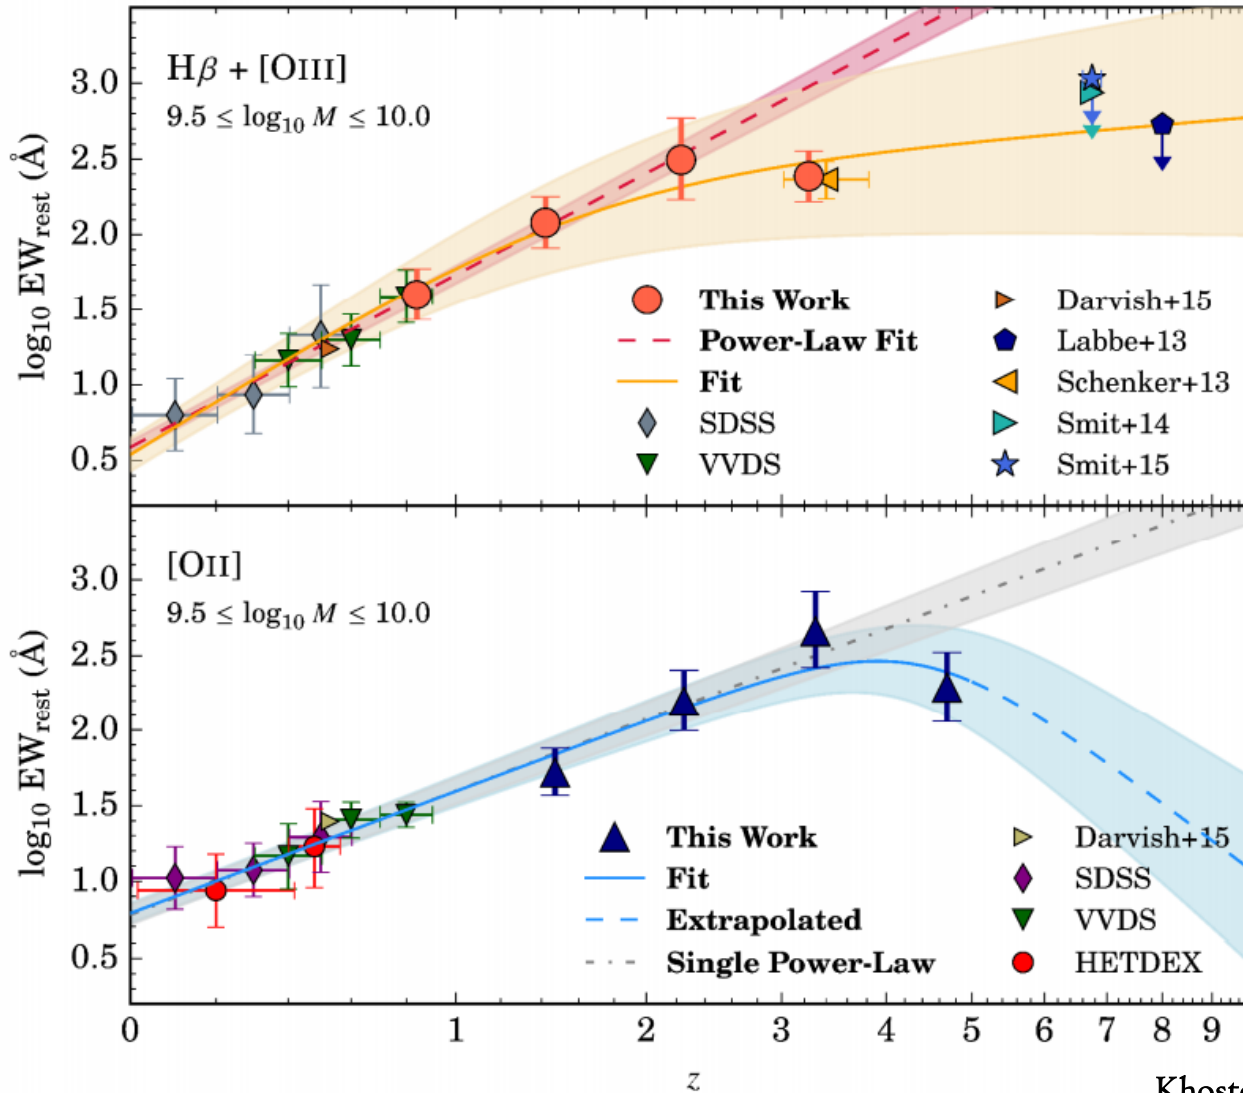 Hβ + [OIII]
9.5 ≤ log₁₀ M ≤ 10.0
log₁₀ EW_rest (Å)
3.0
2.5
2.0
1.5
1.0
0.5
This Work
Power-Law Fit
Fit
SDSS
VVDS
Darvish+15
Labbe+13
Schenker+13
Smit+14
Smit+15
[OII]
9.5 ≤ log₁₀ M ≤ 10.0
log₁₀ EW_rest (Å)
3.0
2.5
2.0
1.5
1.0
0.5
This Work
Fit
Extrapolated
Single Power-Law
Darvish+15
SDSS
VVDS
HETDEX
0 1 2 3 4 5 6 7 8 9
z